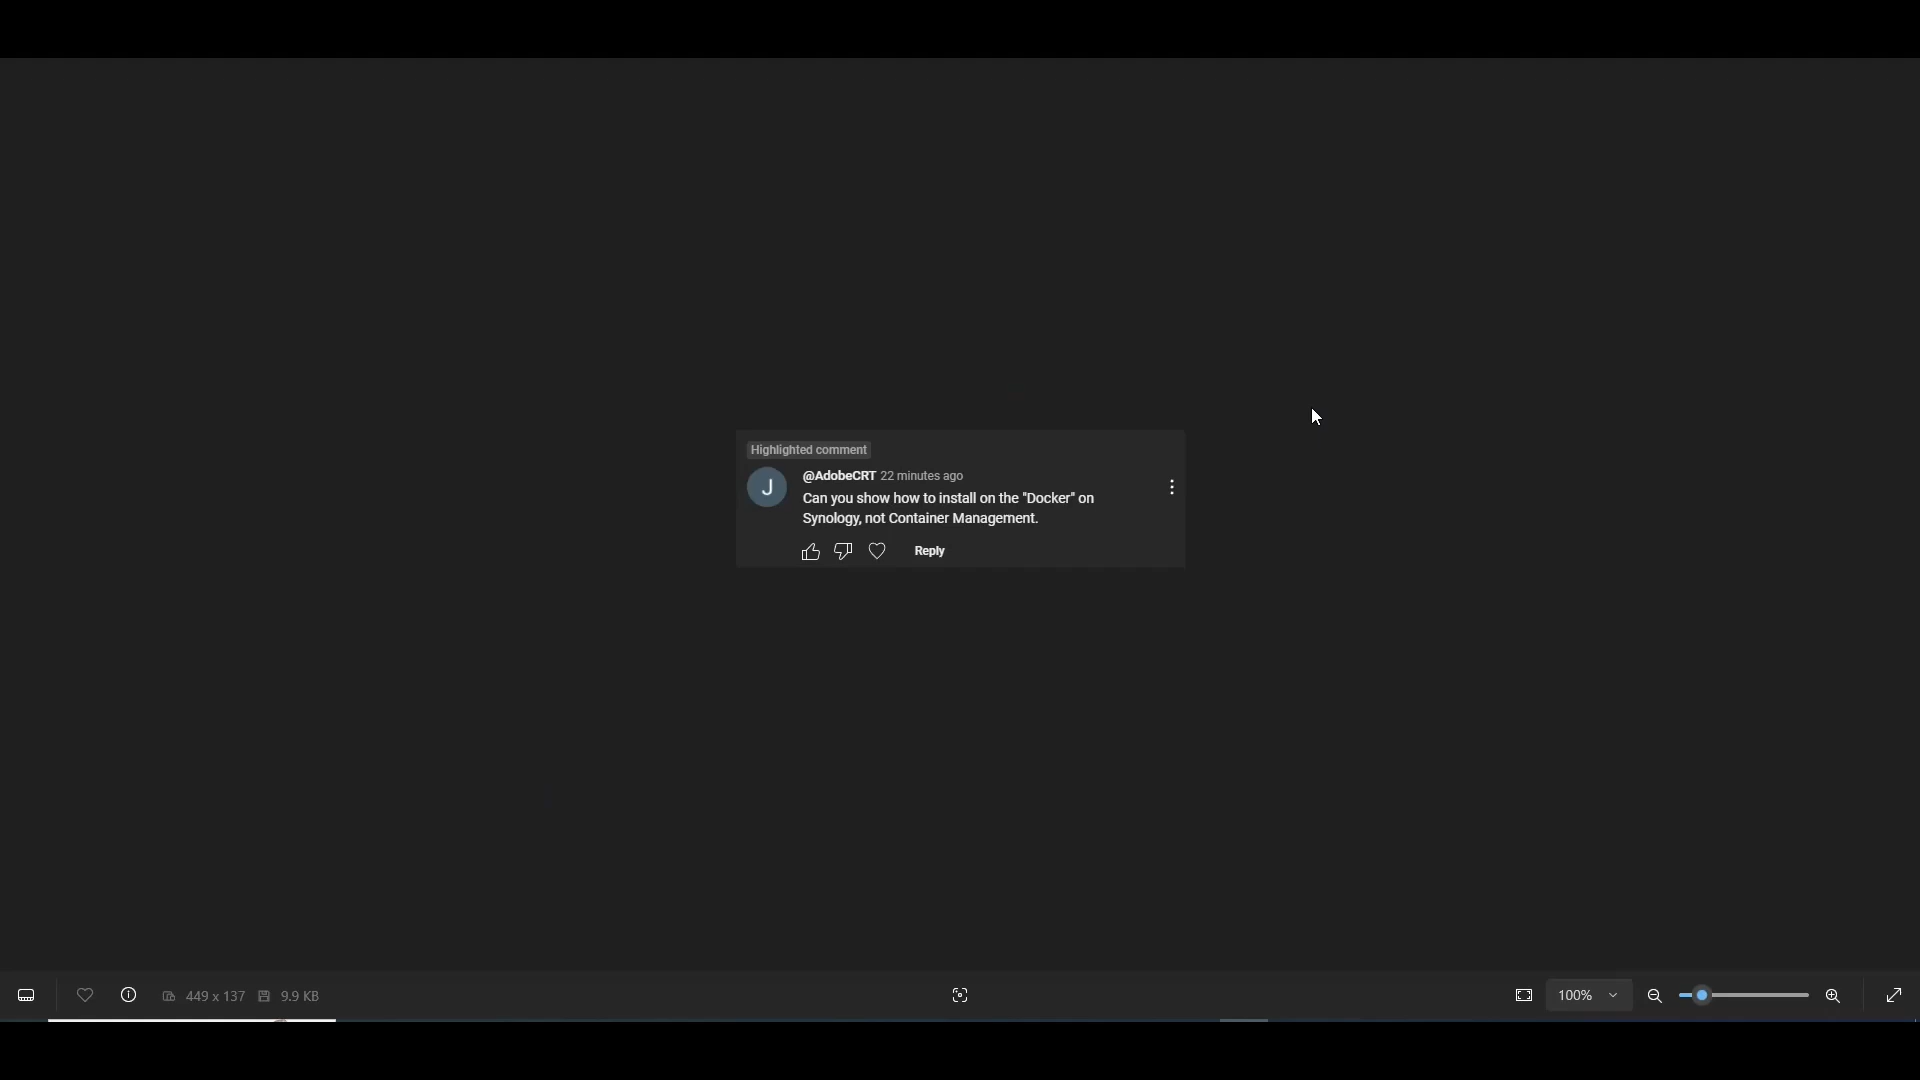 Highlighted comment
@AdobeCRT 22 minutes ago
J
Can you show how to install on the "Docker" on
Synology, not Container Management.
Reply
449 x 137 9.9 KB
100%